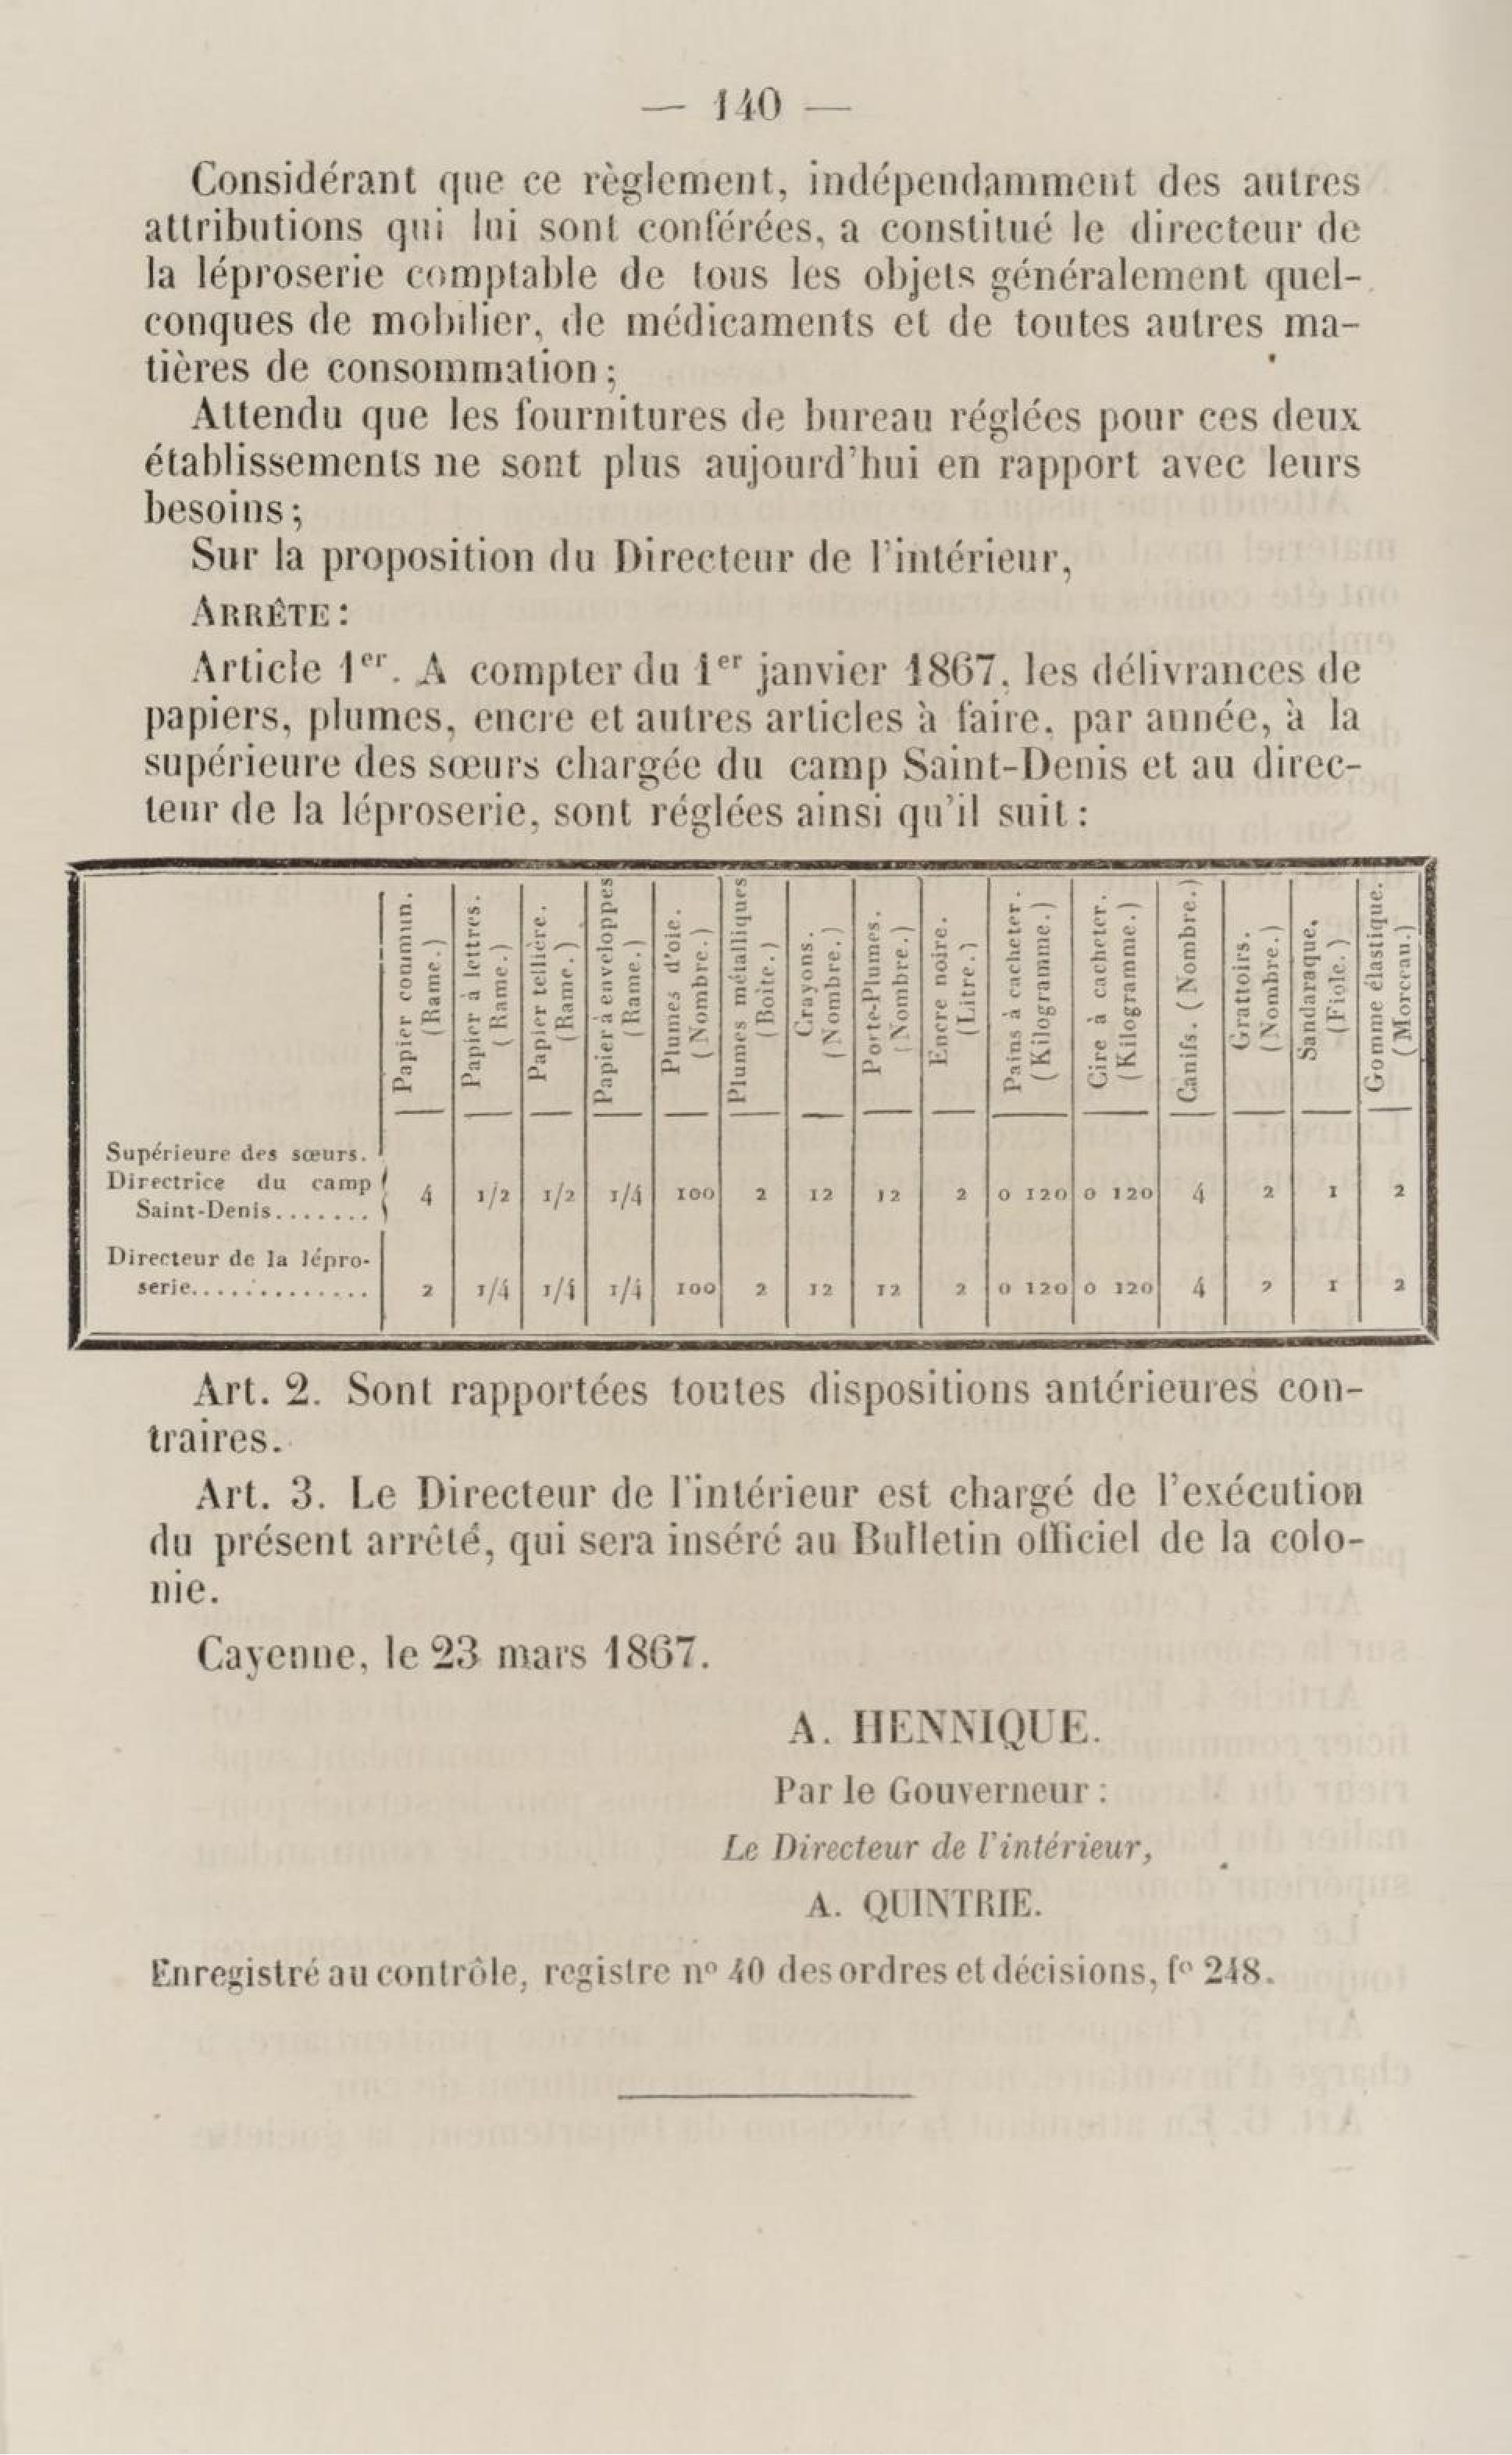 — 140 —
Considérant que ce règlement, indépendamment des autres
attributions qui lui sont conférées, a constitué le directeur de
la léproserie comptable de tous les objets généralement quel-
conques de mobilier, de médicaments et de toutes autres ma-
tières de consommation;
Attendu que les fournitures de bureau réglées pour ces deux
établissements ne sont plus aujourd'hui en rapport avec leurs
besoins;
Sur la proposition du Directeur de l'intérieur,
ARRÊTE:
Article 1er. A compter du 1er janvier 1867, les délivrances de
papiers, plumes, encre et autres articles à faire, par année, à la
supérieure des sœurs chargée du camp Saint-Denis et au direc-
teur de la léproserie, sont réglées ainsi qu'il suit:
Papier commun.
(Rame.)
Papier à lettres.
(Rame.)
Papier tellière.
(Rame.)
Papier à enveloppes
(Rame.)
Plumes d'oie.
(Nombre.)
Plumes métalliques
(Boîte.)
Crayons.
(Nombre.)
Porte-Plumes.
(Nombre.)
Encre noire.
(Litre.)
Pains à cacheter.
(Kilogramme.)
Cire à cacheter.
(Kilogramme.)
Canifs. (Nombre.)
Grattoirs.
(Nombre.)
Sandaraque,
(Fiole.)
Gomme élastique.
(Morceau.)
Supérieure des sœurs.
Directrice du camp
Saint-Denis....... 4 1/2 1/2 1/4 100 2 12 12 2 0 120 0 120 4 2 1 2
Directeur de la lépro-
serie.............. 2 1/4 1/4 1/4 100 2 12 12 2 0 120 0 120 4 2 1 2
Art. 2. Sont rapportées toutes dispositions antérieures con-
traires.
Art. 3. Le Directeur de l'intérieur est chargé de l'exécution
du présent arrêté, qui sera inséré au Bulletin officiel de la colo-
nie.
Cayenne, le 23 mars 1867.
A. HENNIQUE.
Par le Gouverneur:
Le Directeur de l'intérieur,
A. QUINTRIE.
Enregistré au contrôle, registre no 40 des ordres et décisions, fo 248.